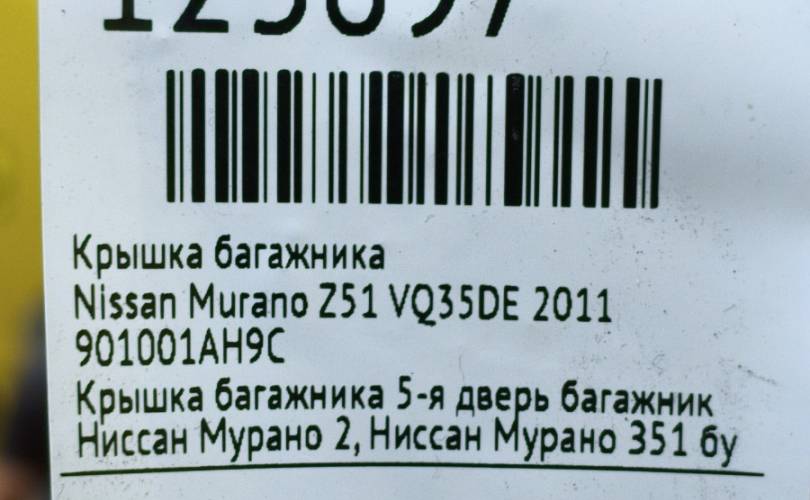 Крышка багажника
Nissan Murano Z51 VQ35DE 2011
901001AH9C
Крышка багажника 5-я дверь багажник
Ниссан Мурано 2, Ниссан Мурано З51 бу